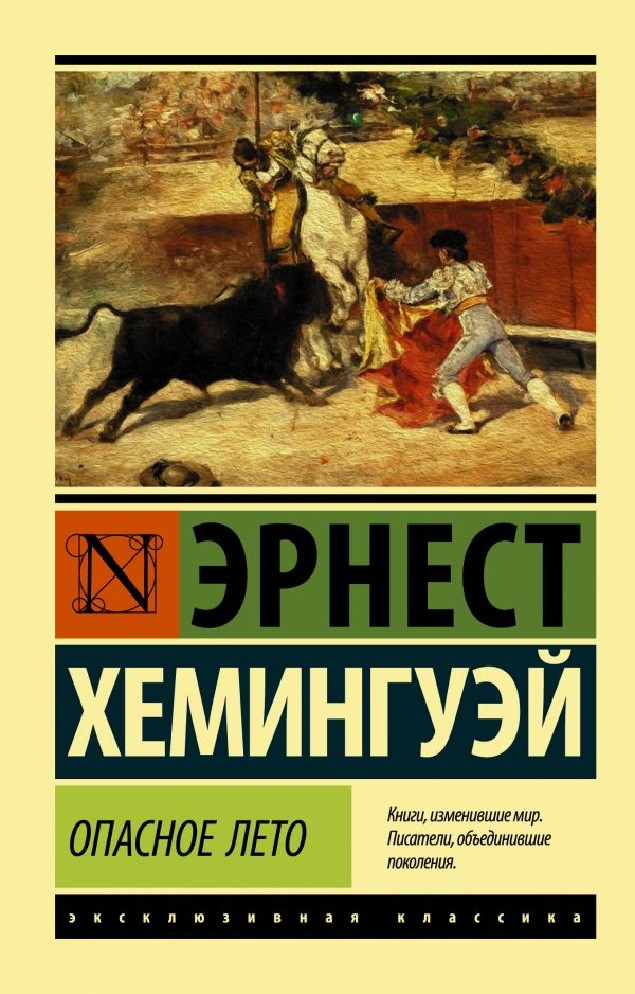 N
ЭРНЕСТ
ХЕМИНГУЭЙ
ОПАСНОЕ ЛЕТО
Книги, изменившие мир.
Писатели, объединившие
поколения.
эксклюзивная классика